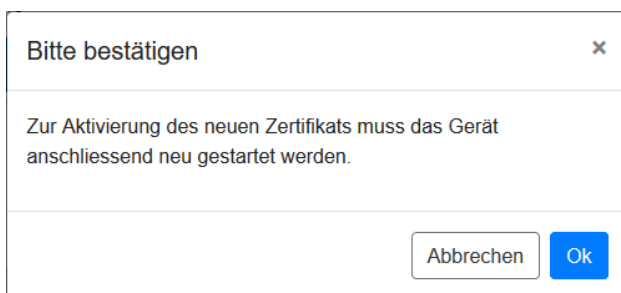 Bitte bestätigen
×
Zur Aktivierung des neuen Zertifikats muss das Gerät
anschliessend neu gestartet werden.
Abbrechen
Ok